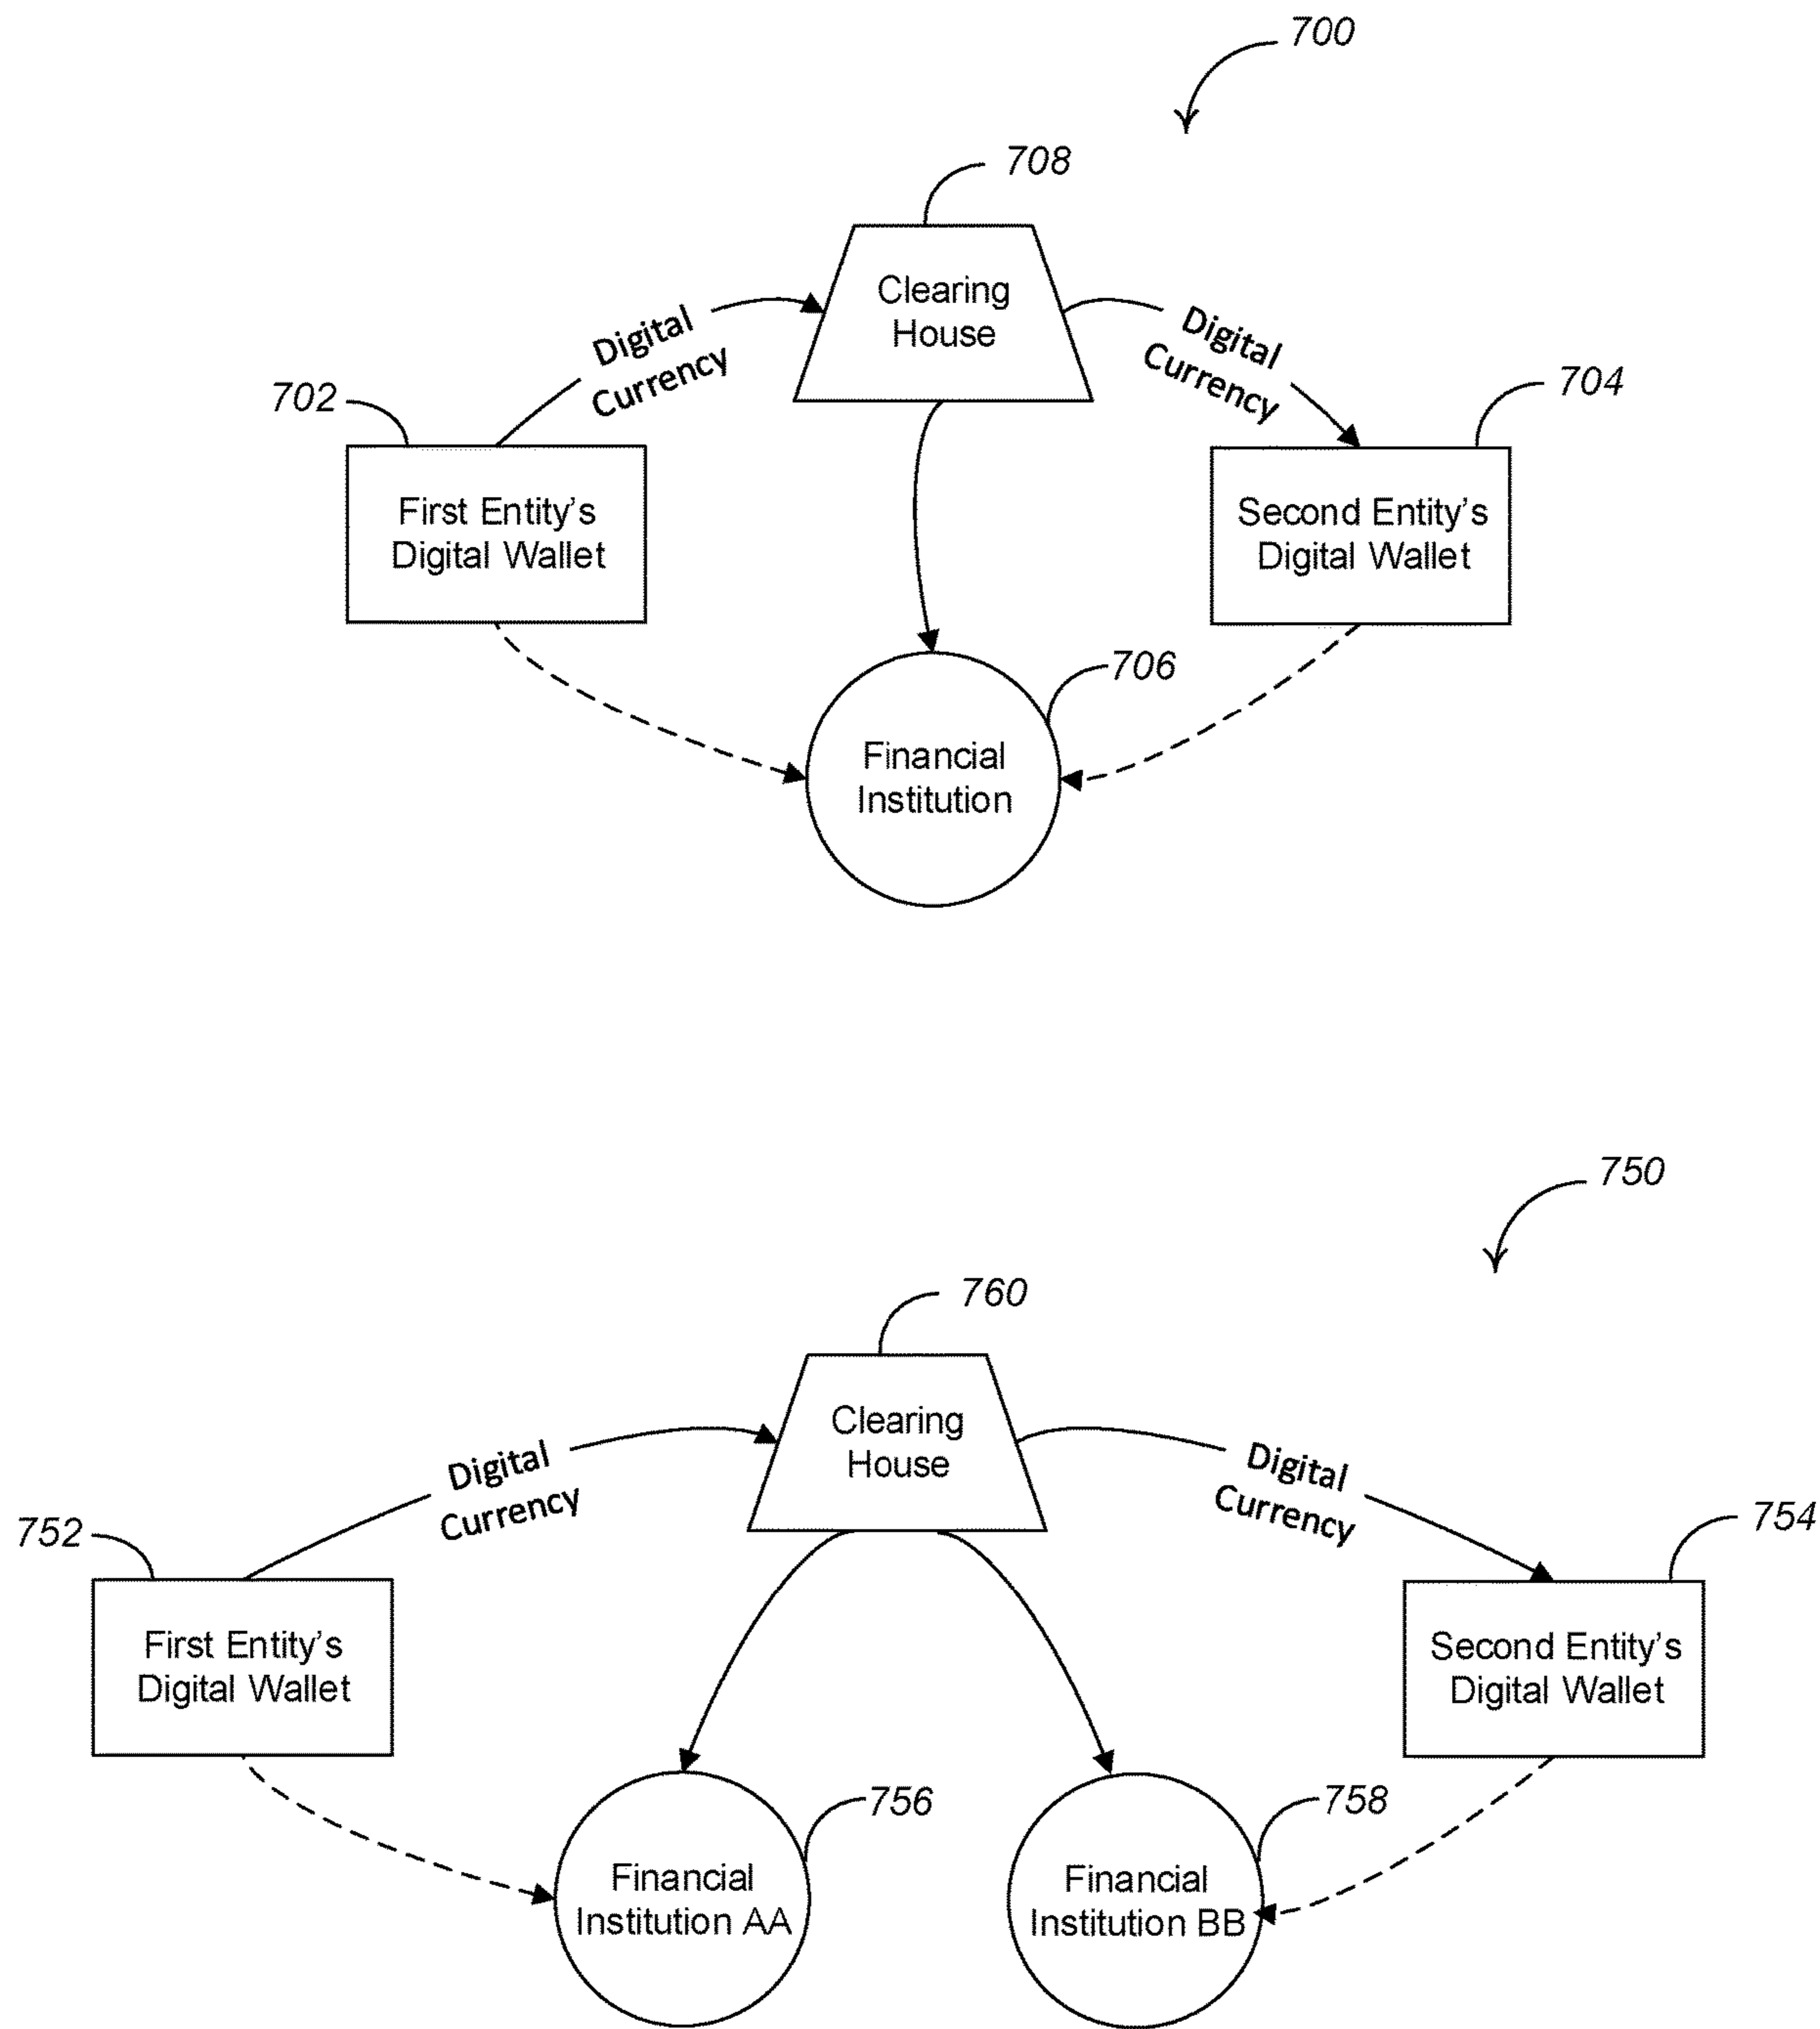 700
708
Clearing
House
Digital
Currency
Digital
Currency
702
704
First Entity's
Digital Wallet
Second Entity's
Digital Wallet
706
Financial
Institution
750
760
Clearing
House
Digital
Currency
Digital
Currency
752
754
First Entity's
Digital Wallet
Second Entity's
Digital Wallet
756
758
Financial
Institution AA
Financial
Institution BB